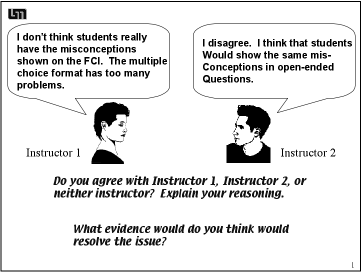 I don't think students really
have the misconceptions
shown on the FCI.  The multiple
choice format has too many
problems.
I disagree.  I think that students
Would show the same mis-
Conceptions in open-ended
Questions.
Instructor 1
Instructor 2
Do you agree with Instructor 1, Instructor 2, or
neither instructor?  Explain your reasoning.
What evidence would do you think would
resolve the issue?
1